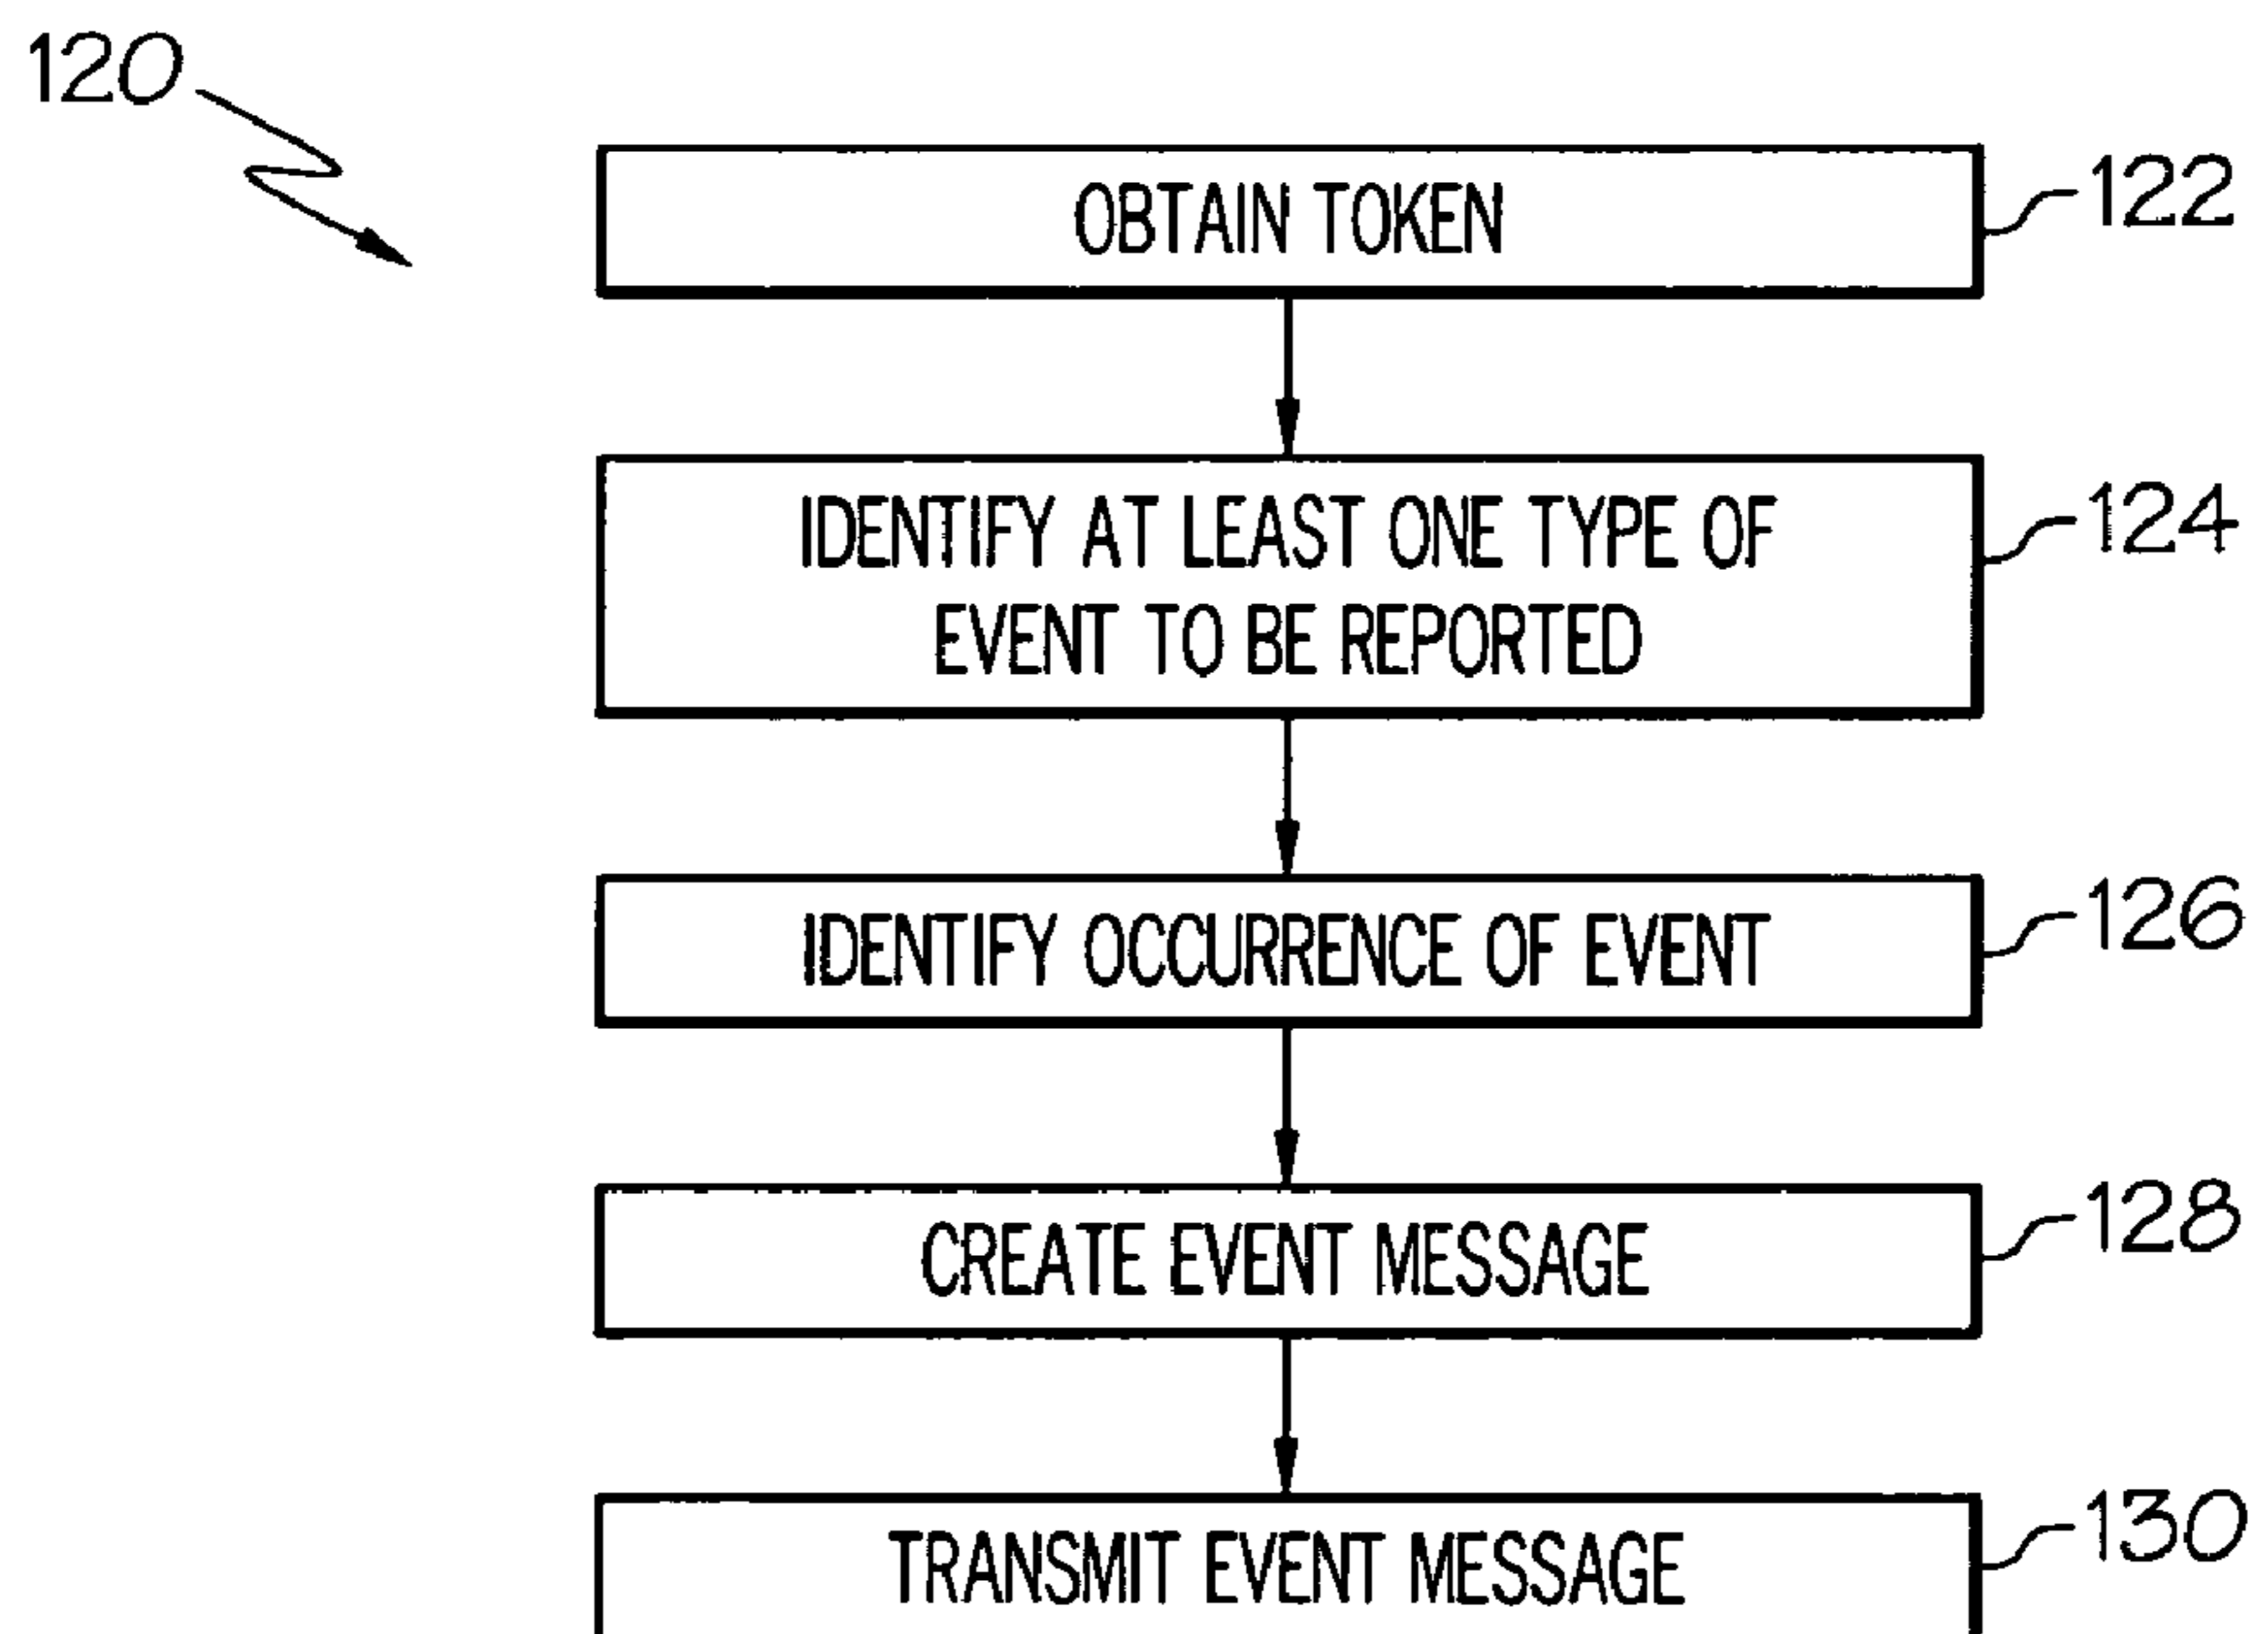 120
OBTAIN TOKEN
122
IDENTIFY AT LEAST ONE TYPE OF
EVENT TO BE REPORTED
124
IDENTIFY OCCURRENCE OF EVENT
126
CREATE EVENT MESSAGE
128
TRANSMIT EVENT MESSAGE
130